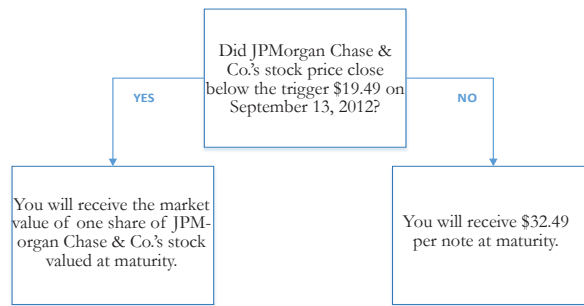 Did JPMorgan Chase &
Co.'s stock price close
below the trigger $19.49 on
September 13, 2012?
YES
NO
You will receive the market
value of one share of JPM-
organ Chase & Co.'s stock
valued at maturity.
You will receive $32.49
per note at maturity.